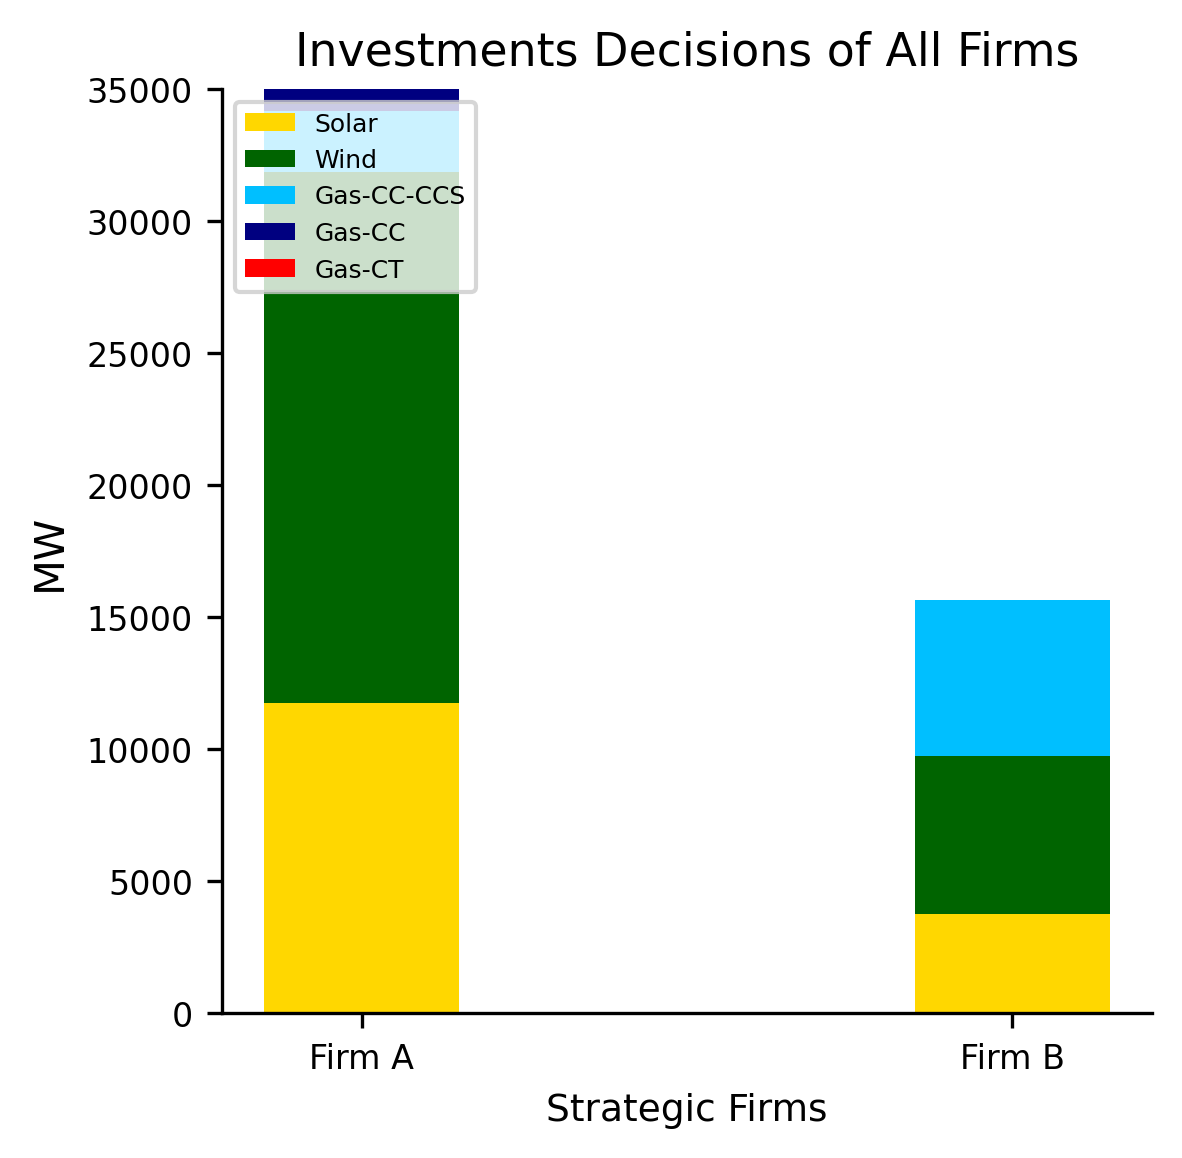 Investments Decisions of All Firms
35000
30000
25000
20000
15000
10000
5000
0
MW
Solar
Wind
Gas-CC-CCS
Gas-CC
Gas-CT
Firm A
Firm B
Strategic Firms